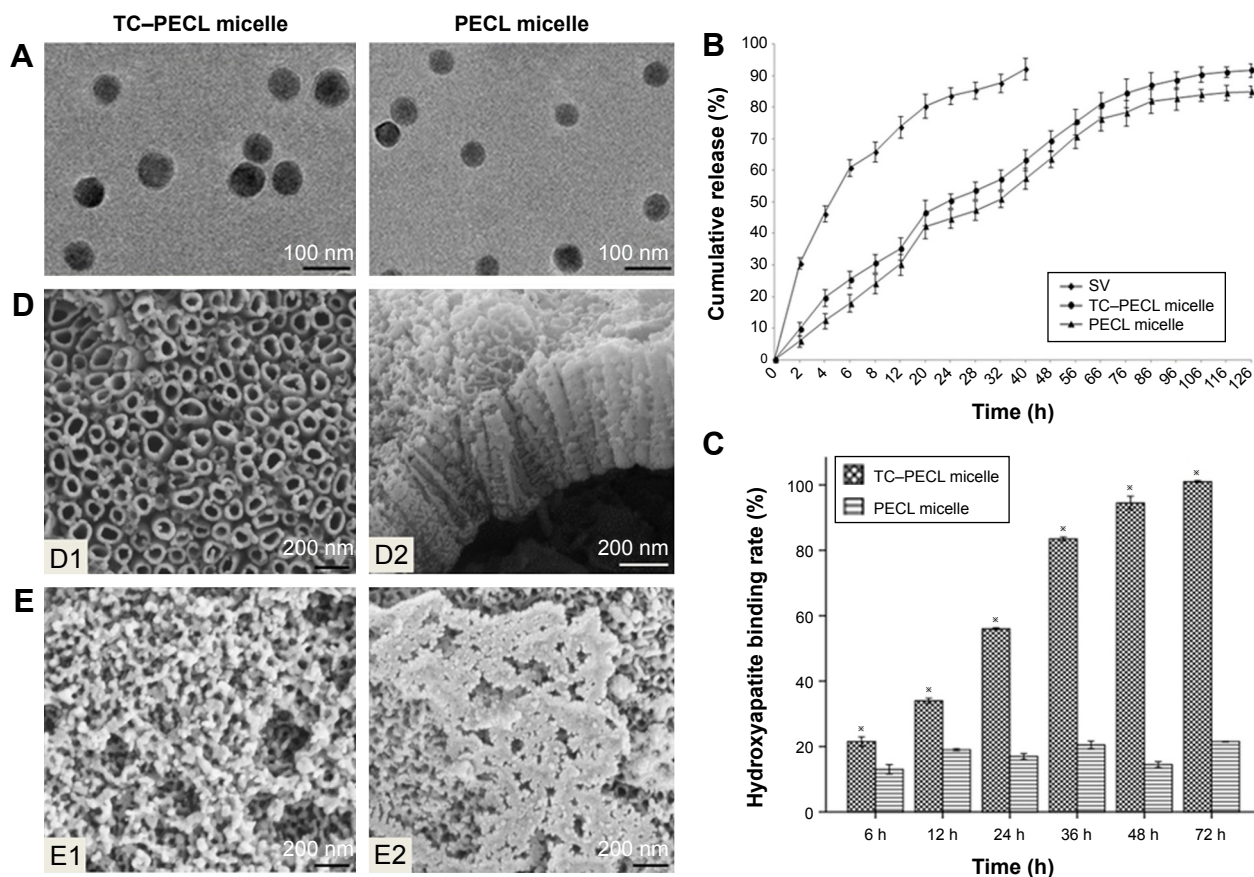 TC–PECL micelle
PECL micelle
A
100 nm
100 nm
B
Cumulative release (%)
100
90
80
70
60
50
40
30
20
10
0
0 2 4 6 8 12 20 24 28 32 40 48 56 66 76 86 96 106 116 126
Time (h)
SV
TC–PECL micelle
PECL micelle
D
D1
200 nm
D2
200 nm
C
Hydroxyapatite binding rate (%)
100
80
60
40
20
0
TC–PECL micelle
PECL micelle
※
※
※
※
※
※
6 h 12 h 24 h 36 h 48 h 72 h
Time (h)
E
E1
200 nm
E2
200 nm